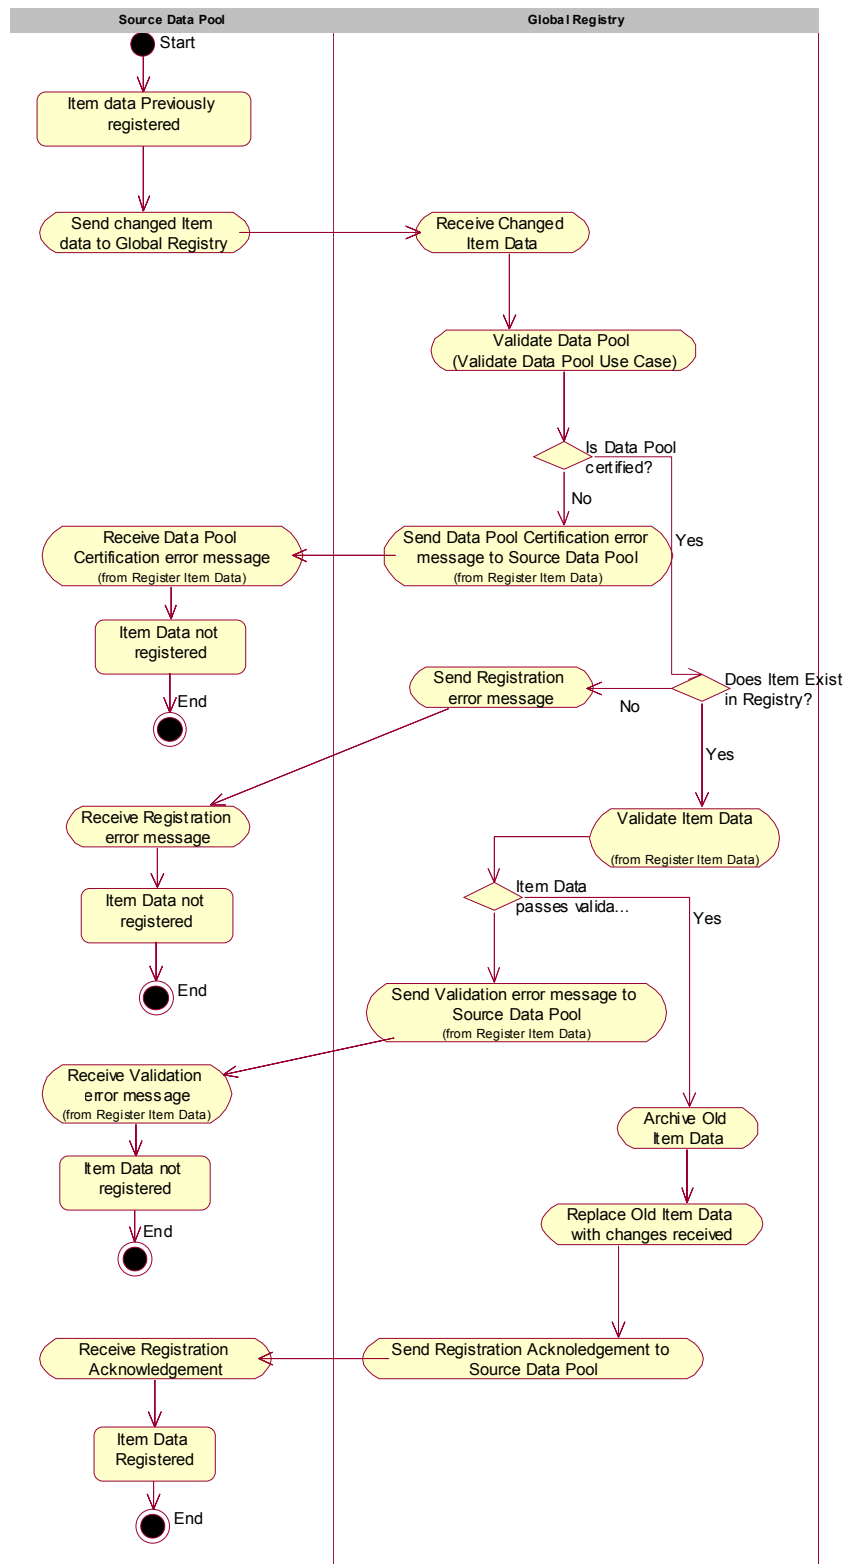 Source Data Pool
Global Registry
Start
Item data Previously
registered
Send changed Item
data to Global Registry
Receive Changed
Item Data
Validate Data Pool
(Validate Data Pool Use Case)
Is Data Pool
certified?
No
Yes
Receive Data Pool
Certification error message
(from Register Item Data)
Send Data Pool Certification error
message to Source Data Pool
(from Register Item Data)
Item Data not
registered
End
Send Registration
error message
Does Item Exist
in Registry?
No
Yes
Receive Registration
error message
Validate Item Data
(from Register Item Data)
Item Data not
registered
Item Data
passes valida...
Yes
End
Send Validation error message to
Source Data Pool
(from Register Item Data)
Receive Validation
error message
(from Register Item Data)
Archive Old
Item Data
Item Data not
registered
Replace Old Item Data
with changes received
End
Receive Registration
Acknowledgement
Send Registration Acknoledgement to
Source Data Pool
Item Data
Registered
End